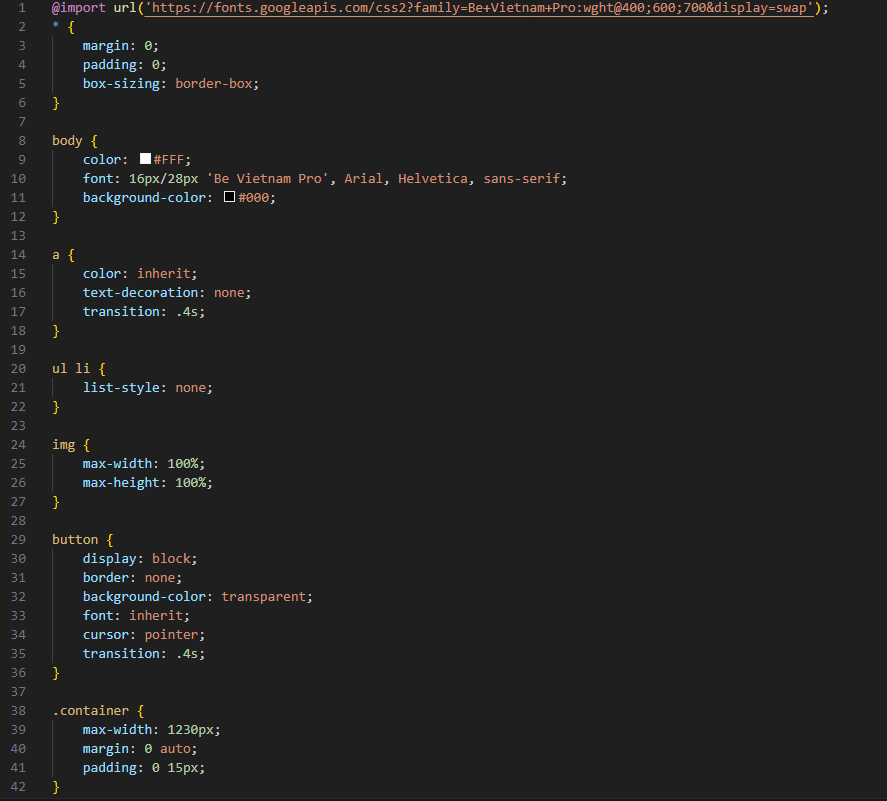 1 @import url('https://fonts.googleapis.com/css2?family=Be+Vietnam+Pro:wght@400;600;700&display=swap');
2 * {
3     margin: 0;
4     padding: 0;
5     box-sizing: border-box;
6 }
7
8 body {
9     color: #FFF;
10     font: 16px/28px 'Be Vietnam Pro', Arial, Helvetica, sans-serif;
11     background-color: #000;
12 }
13
14 a {
15     color: inherit;
16     text-decoration: none;
17     transition: .4s;
18 }
19
20 ul li {
21     list-style: none;
22 }
23
24 img {
25     max-width: 100%;
26     max-height: 100%;
27 }
28
29 button {
30     display: block;
31     border: none;
32     background-color: transparent;
33     font: inherit;
34     cursor: pointer;
35     transition: .4s;
36 }
37
38 .container {
39     max-width: 1230px;
40     margin: 0 auto;
41     padding: 0 15px;
42 }